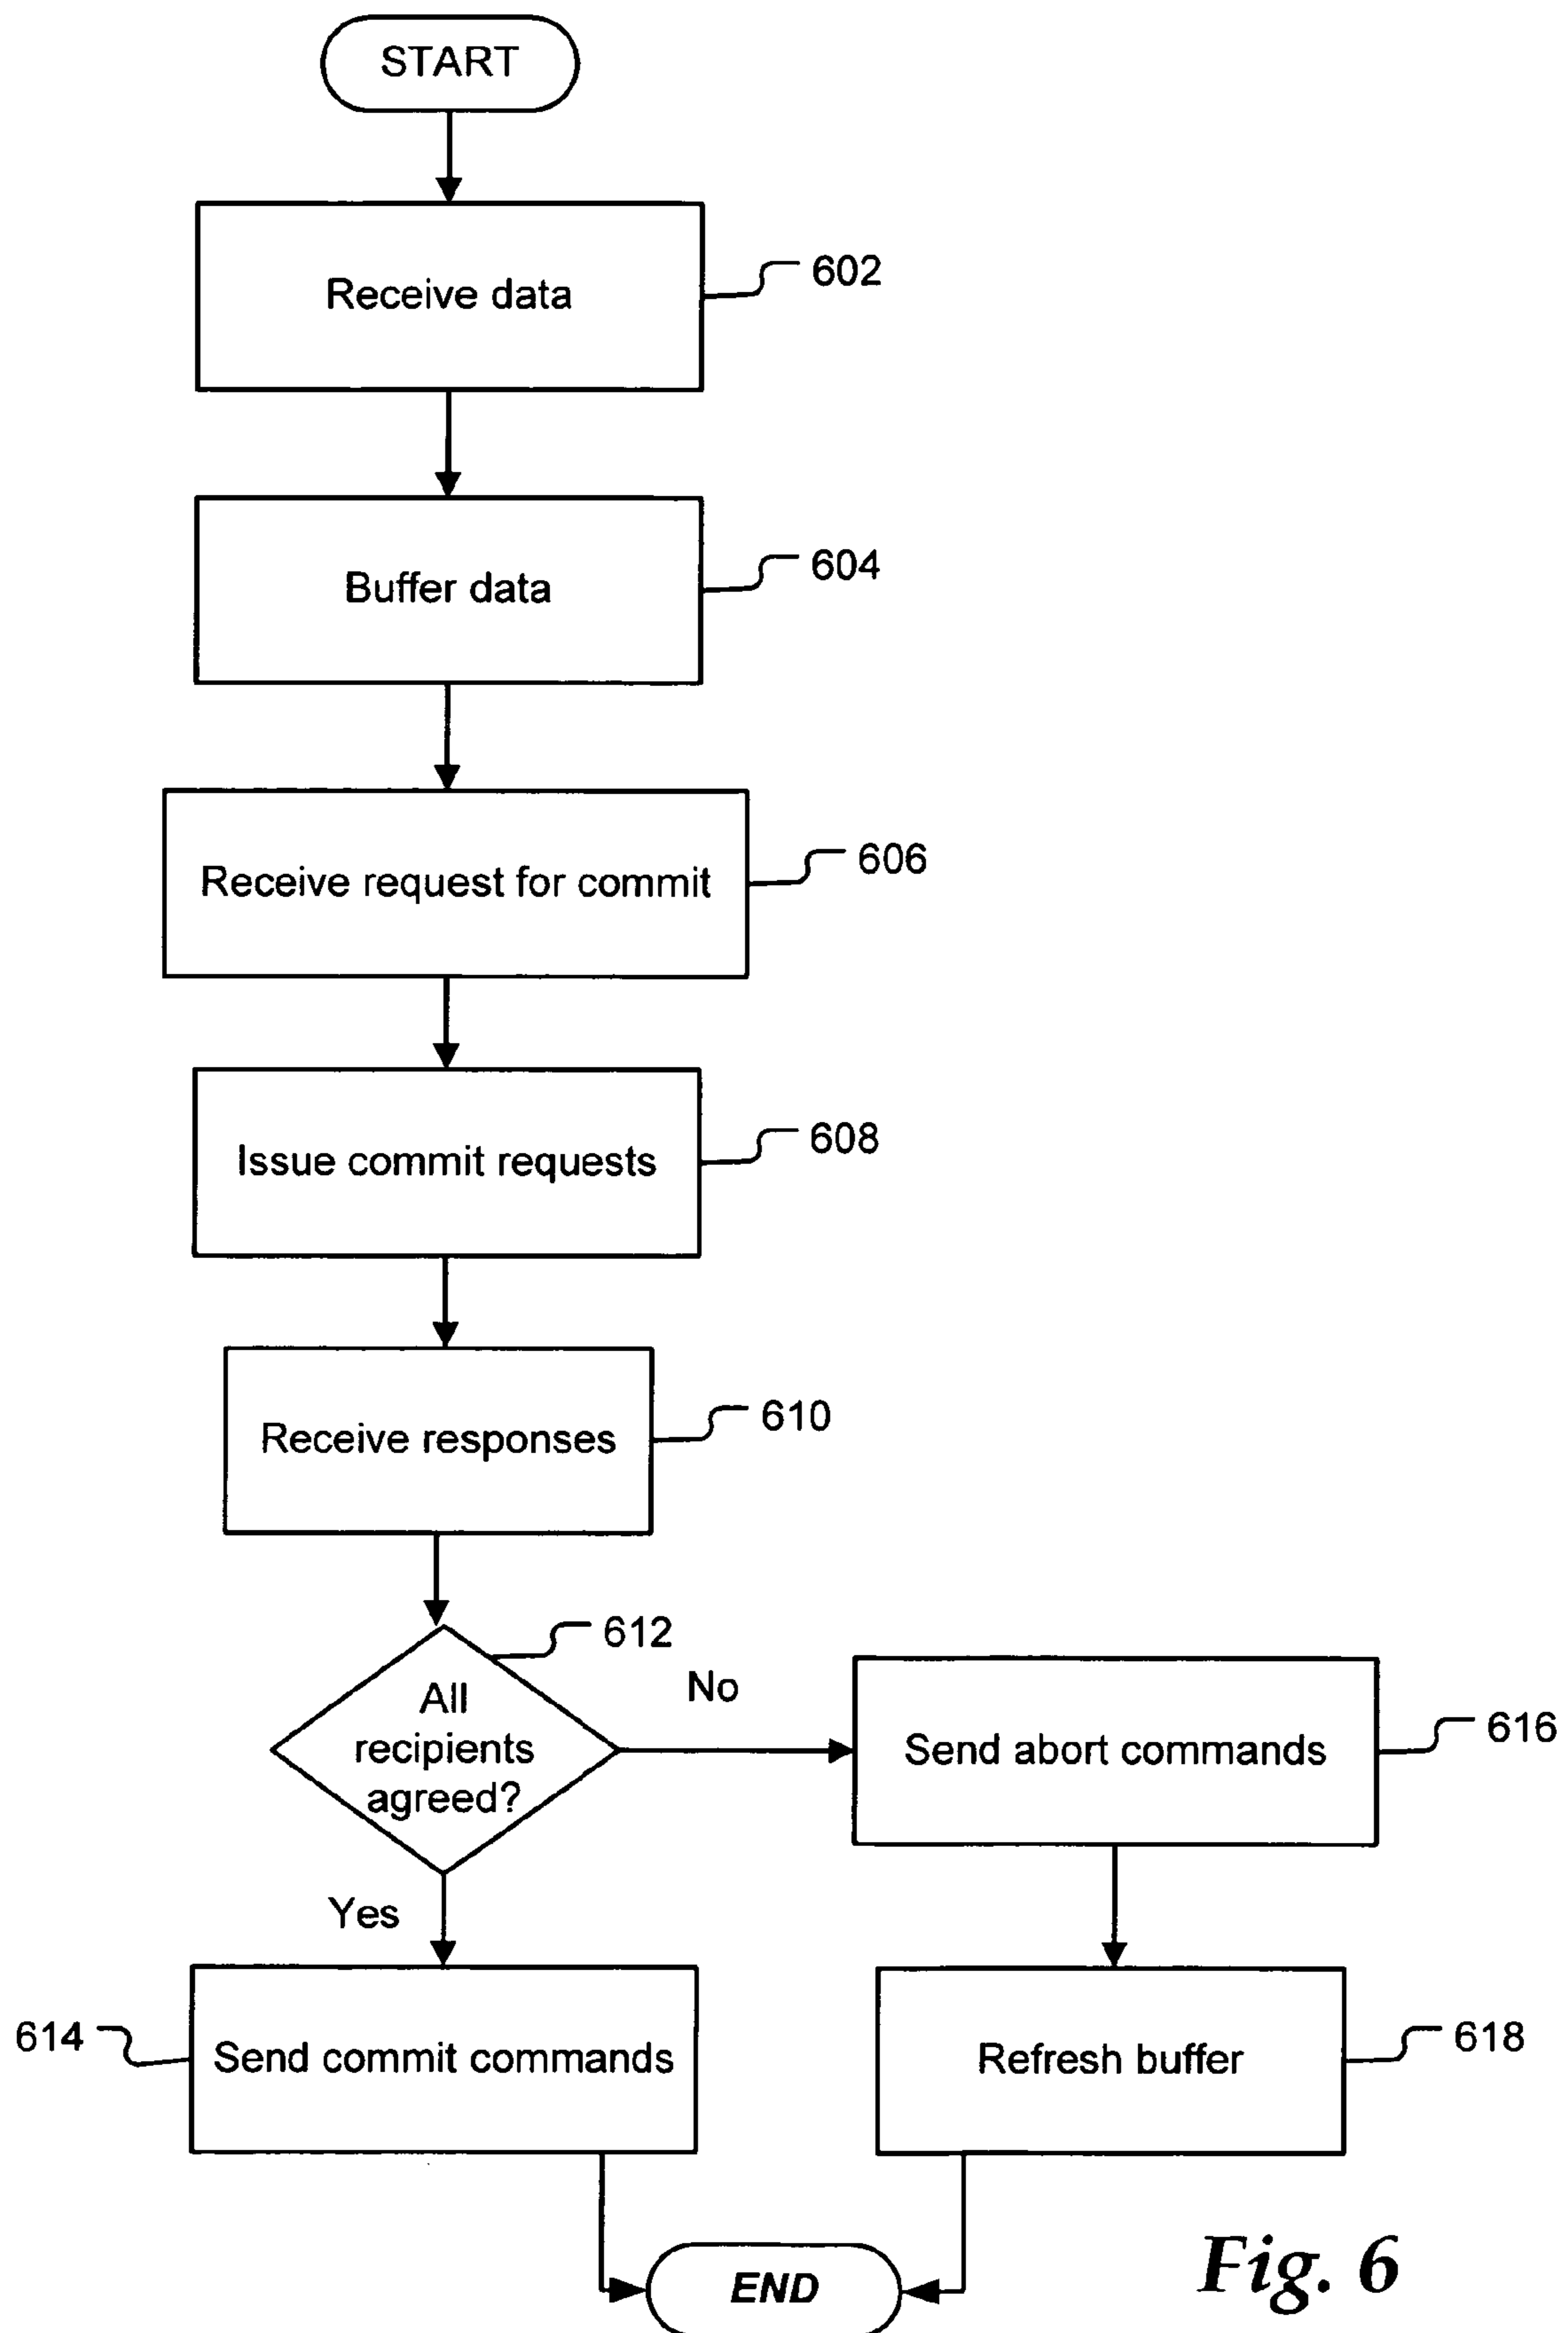 START
Receive data
602
Buffer data
604
Receive request for commit
606
Issue commit requests
608
Receive responses
610
612
All
recipients
agreed?
No
Send abort commands
616
Yes
614
Send commit commands
Refresh buffer
618
END
Fig. 6